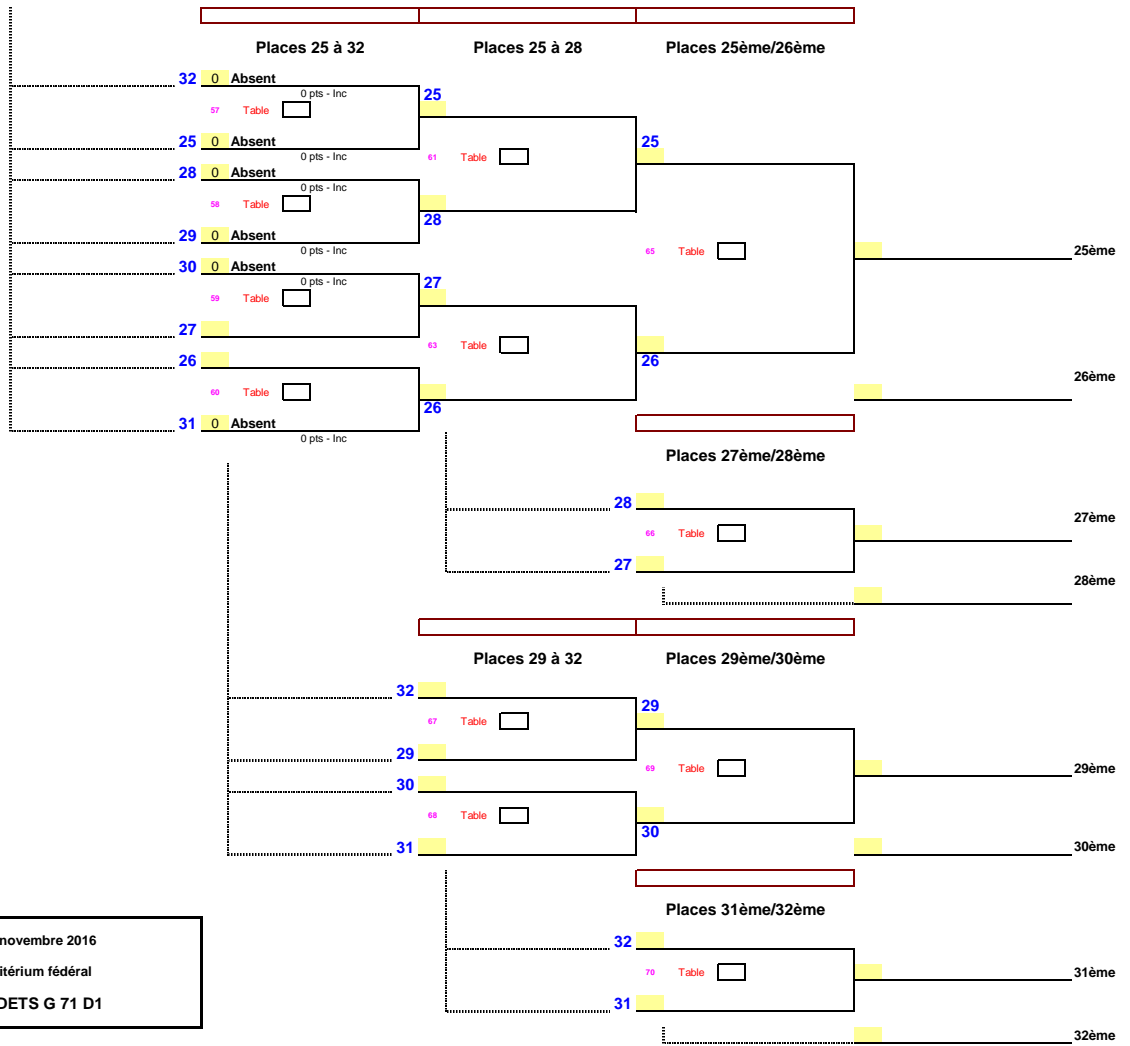 Places 25 à 32 Places 25 à 28 Places 25ème/26ème
32 0 Absent
0 pts - Inc
25
57 Table
25 0 Absent
25
0 pts - Inc
61 Table
28 0 Absent
0 pts - Inc
58 Table
28
29 0 Absent
0 pts - Inc
65 Table
25ème
30 0 Absent
0 pts - Inc
27
59 Table
27
63 Table
26
26
26ème
60 Table
26
31 0 Absent
0 pts - Inc
Places 27ème/28ème
28
27ème
66 Table
27
28ème
Places 29 à 32 Places 29ème/30ème
32
29
67 Table
29
69 Table
29ème
30
68 Table
30
31
30ème
Places 31ème/32ème
32
70 Table
31ème
31
32ème
novembre 2016
itérium fédéral
DETS G 71 D1